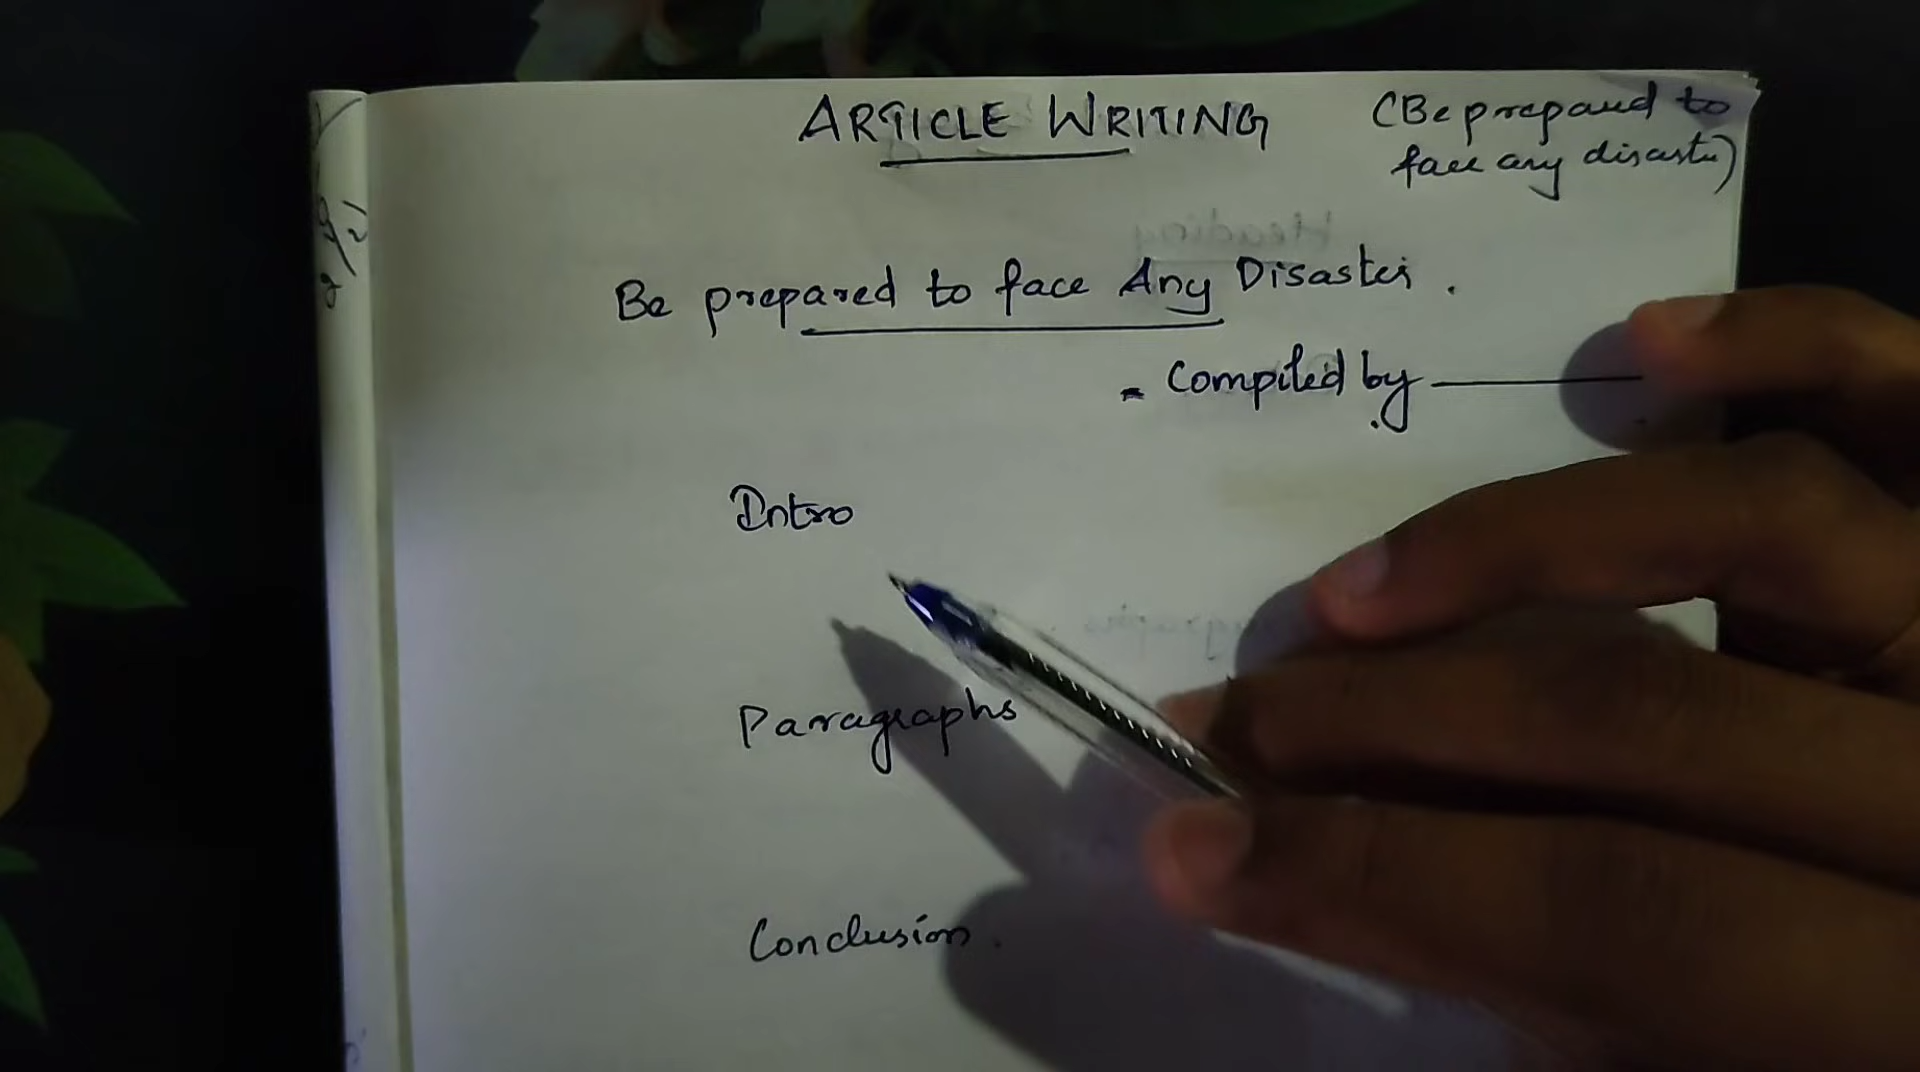 ARTICLE WRITING
(Be prepared to
face any disaster)
Heading
Be prepared to face Any Disaster.
- Compiled by
Intro
Paragraphs
Conclusion.